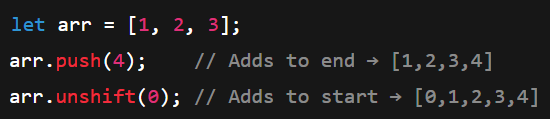 let arr = [1, 2, 3];
arr.push(4);    // Adds to end → [1,2,3,4]
arr.unshift(0); // Adds to start → [0,1,2,3,4]